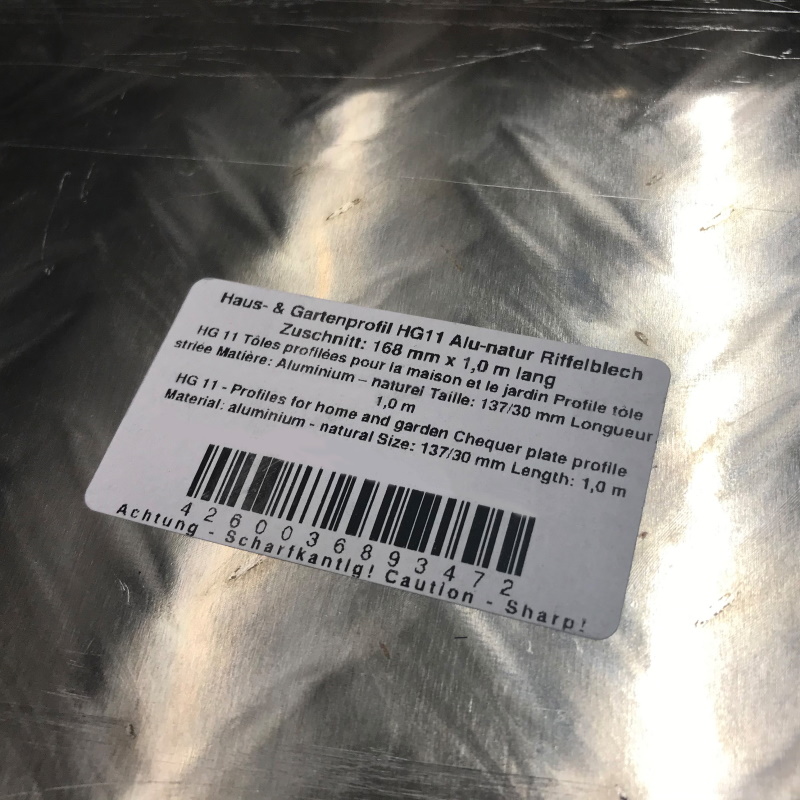 Haus- & Gartenprofil HG11 Alu-natur Riffelblech
Zuschnitt: 168 mm x 1,0 m lang
HG 11 Tôles profilées pour la maison et le jardin Profile tôle
striée Matière: Aluminium – naturel Taille: 137/30 mm Longueur
1,0 m
HG 11 - Profiles for home and garden Chequer plate profile
Material: aluminium - natural Size: 137/30 mm Length: 1,0 m
4260036893472
Achtung - Scharfkantig! Caution - Sharp!